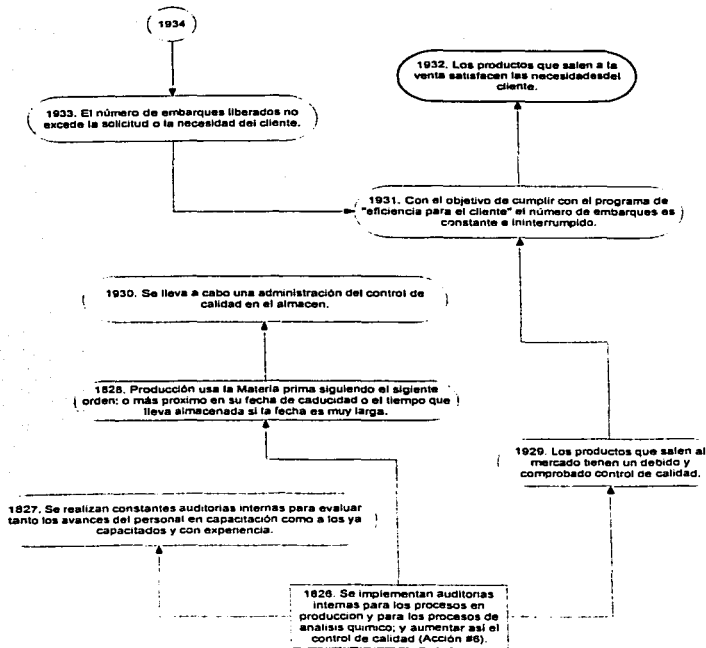 1934
1932. Los productos que salen a la
venta satisfacen las necesidadesdel
cliente.
1933. El número de embarques liberados no
excede la solicitud o la necesidad del cliente.
1931. Con el objetivo de cumplir con el programa de
"eficiencia para el cliente" el número de embarques es
constante e ininterrumpido.
1930. Se lleva a cabo una administración del control de
calidad en el almacen.
1828. Producción usa la Materia prima siguiendo el sigiente
orden: o más proximo en su fecha de caducidad o el tiempo que
lleva almacenada si la fecha es muy larga.
1929. Los productos que salen al
mercado tienen un debido y
comprobado control de calidad.
1827. Se realizan constantes auditorias internas para evaluar
tanto los avances del personal en capacitación como a los ya
capacitados y con experiencia.
1826. Se implementan auditorias
internas para los procesos en
produccion y para los procesos de
analisis quimico; y aumentar asi el
control de calidad (Acción #6).